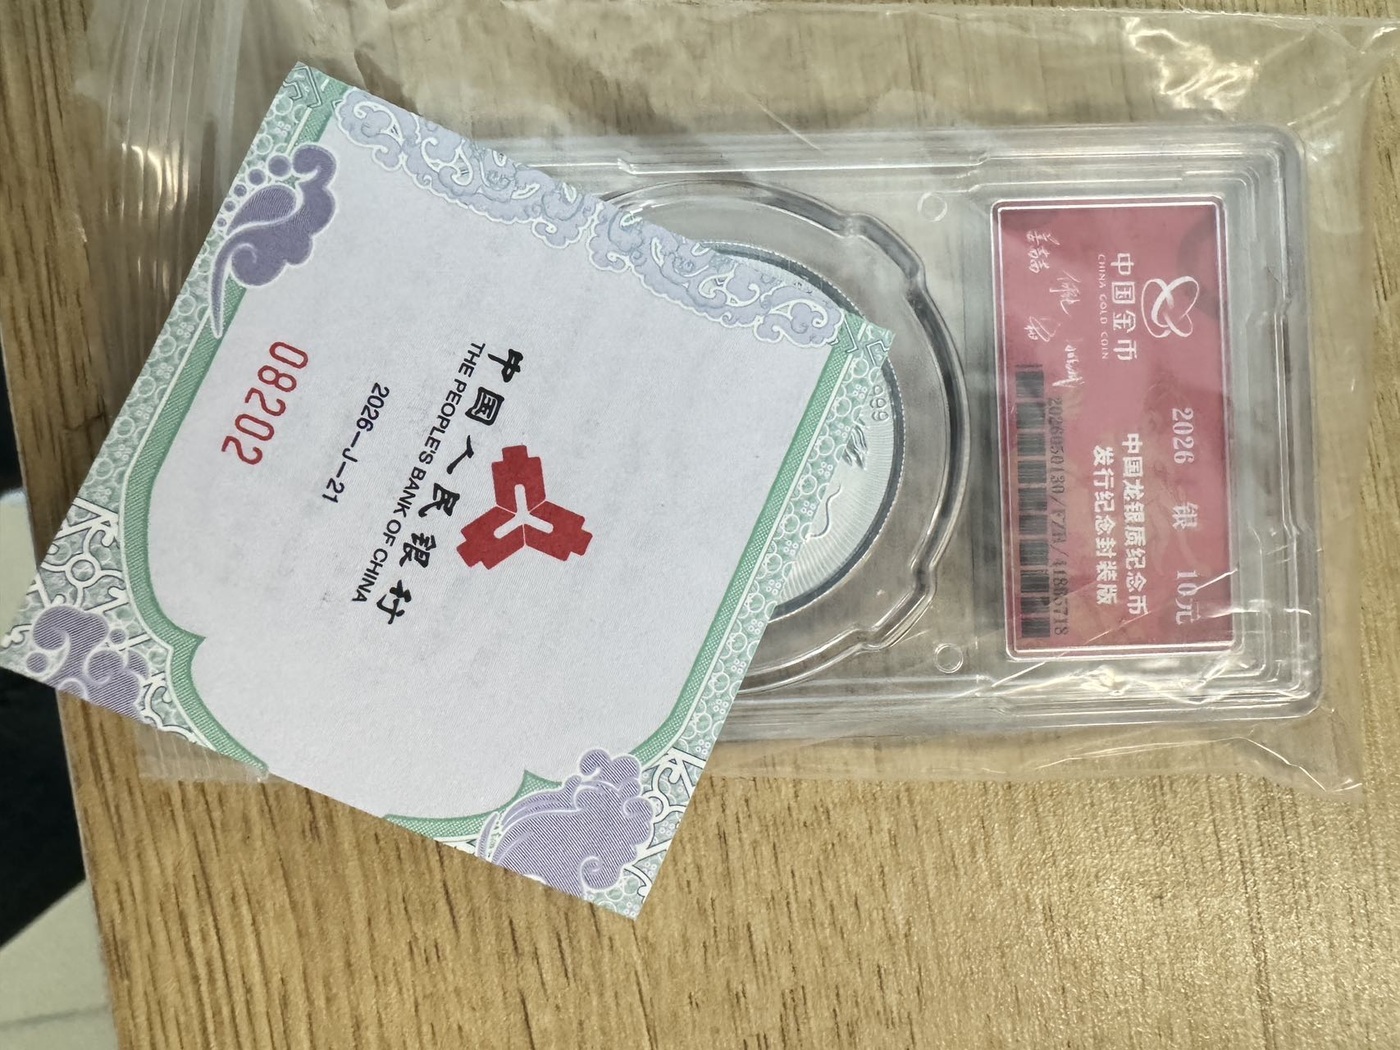 中国人民银行
THE PEOPLE'S BANK OF CHINA
2026—J—21
08202
999
中国金币
CHINA GOLD COIN
2026 银 10元
中国龙银质纪念币
发行纪念封装版